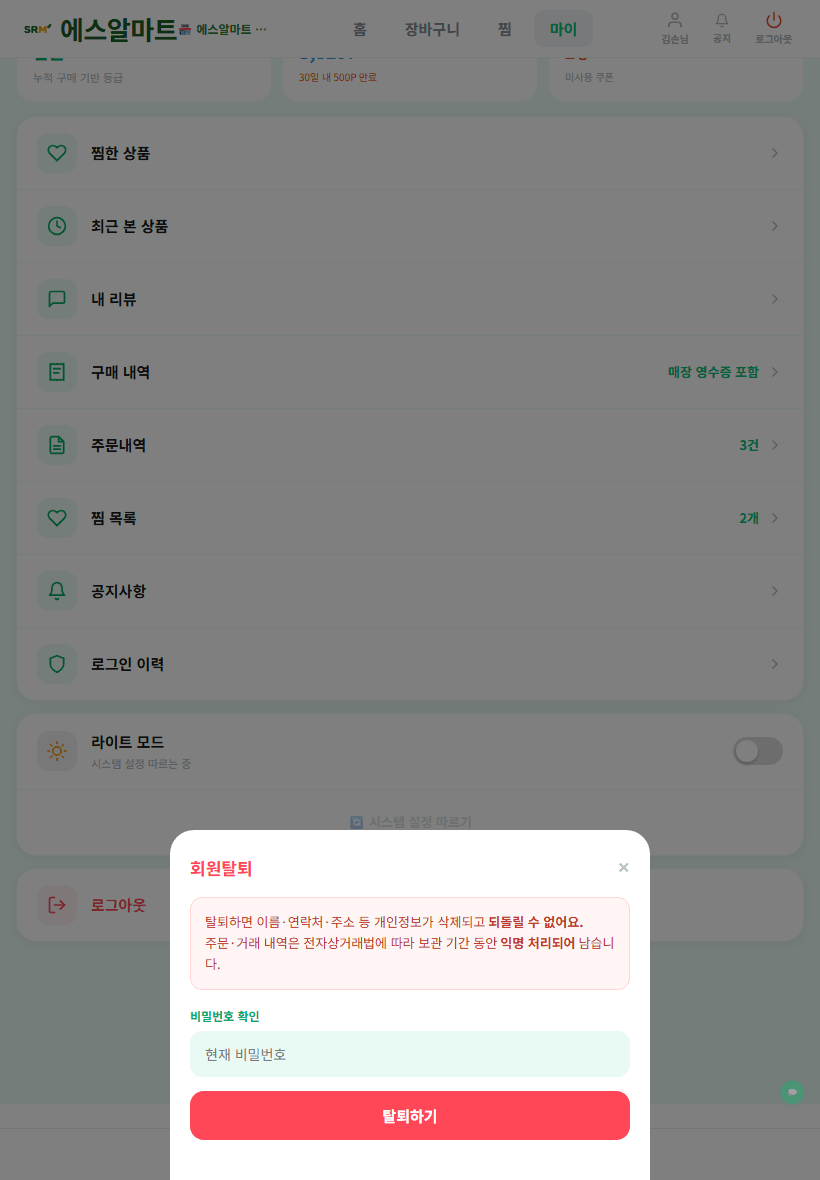 SRM 에스알마트 에스알마트 ...
홈 장바구니 찜 마이
김손님 공지 로그아웃
누적 구매 기반 등급
30일 내 500P 만료
미사용 쿠폰
찜한 상품
최근 본 상품
내 리뷰
구매 내역 매장 영수증 포함
주문내역 3건
찜 목록 2개
공지사항
로그인 이력
라이트 모드
시스템 설정 따르는 중
시스템 설정 따르기
로그아웃
회원탈퇴 ×
탈퇴하면 이름·연락처·주소 등 개인정보가 삭제되고 되돌릴 수 없어요.
주문·거래 내역은 전자상거래법에 따라 보관 기간 동안 익명 처리되어 남습니
다.
비밀번호 확인
현재 비밀번호
탈퇴하기